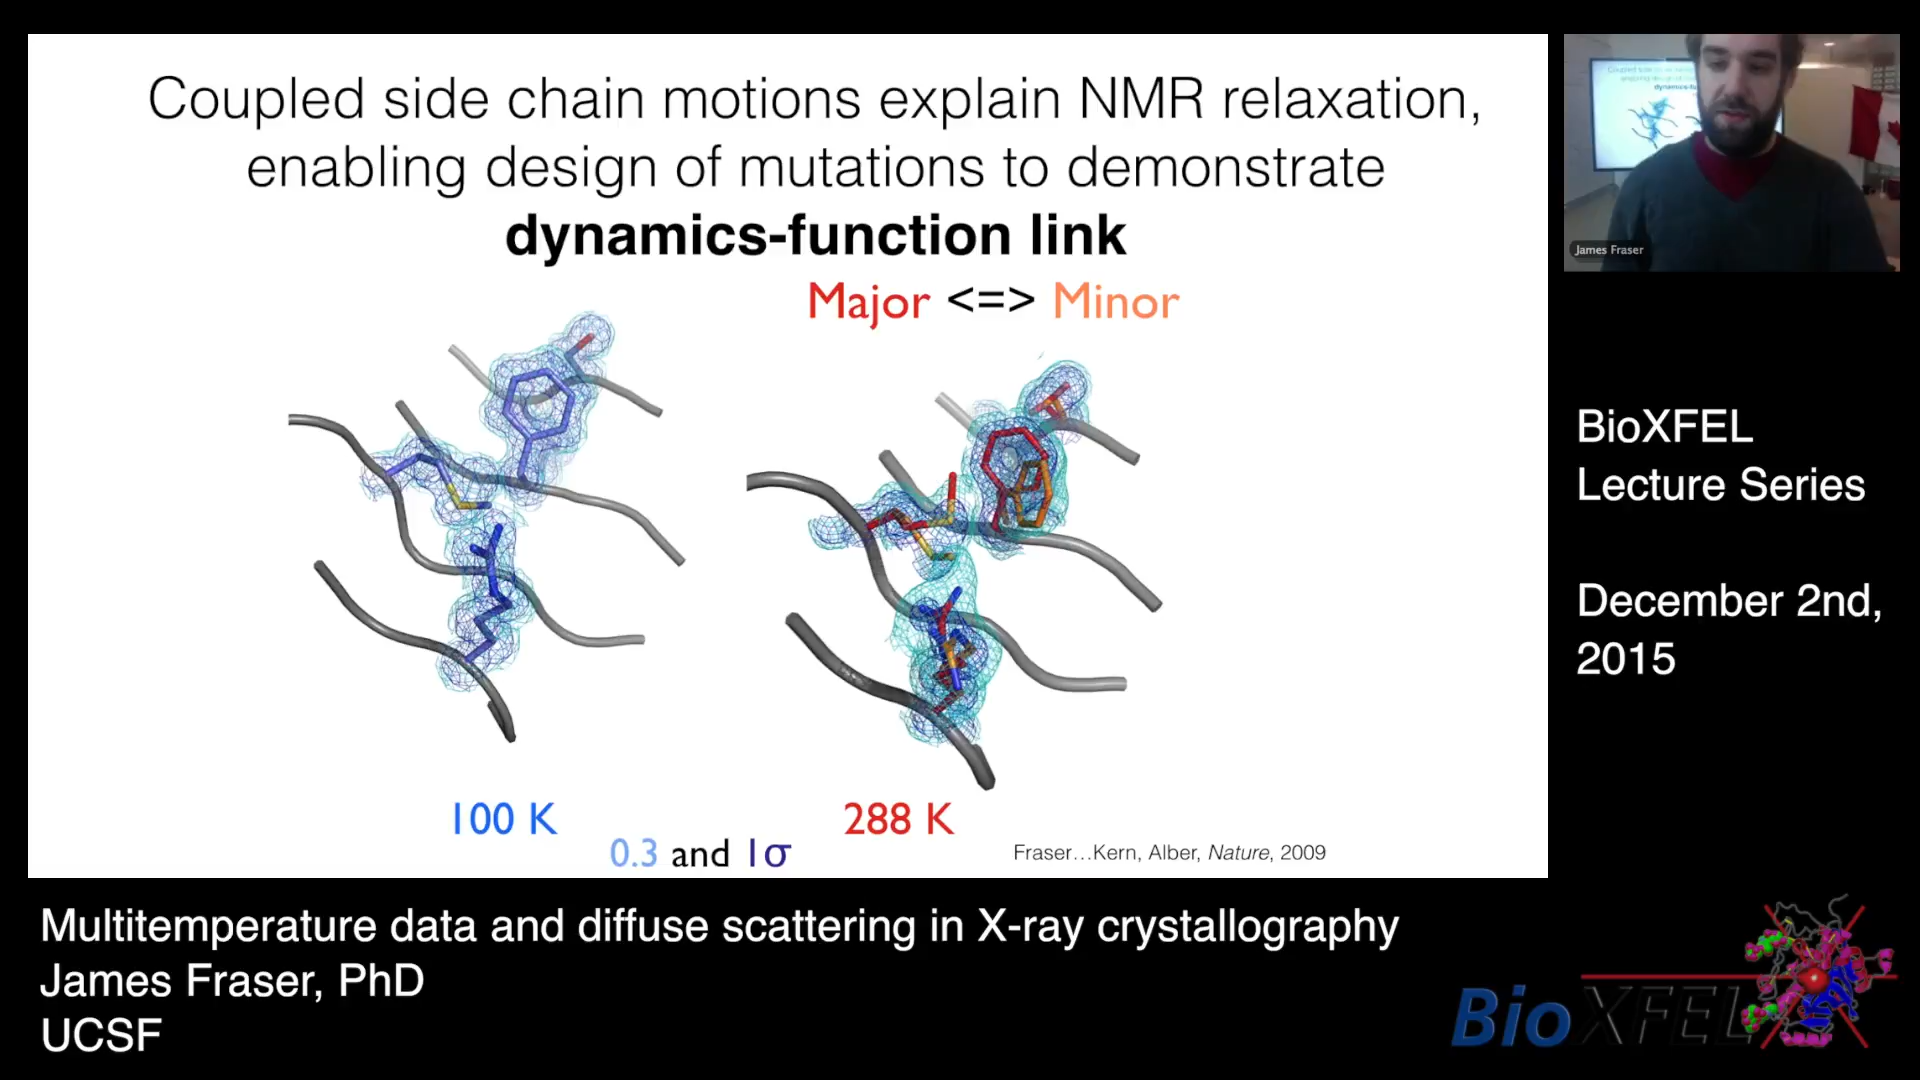 Coupled side chain motions explain NMR relaxation,
enabling design of mutations to demonstrate
dynamics-function link
Major <=> Minor
100 K
288 K
0.3 and 1σ
Fraser…Kern, Alber, Nature, 2009
James Fraser
BioXFEL
Lecture Series
December 2nd,
2015
Multitemperature data and diffuse scattering in X-ray crystallography
James Fraser, PhD
UCSF
BioXFEL